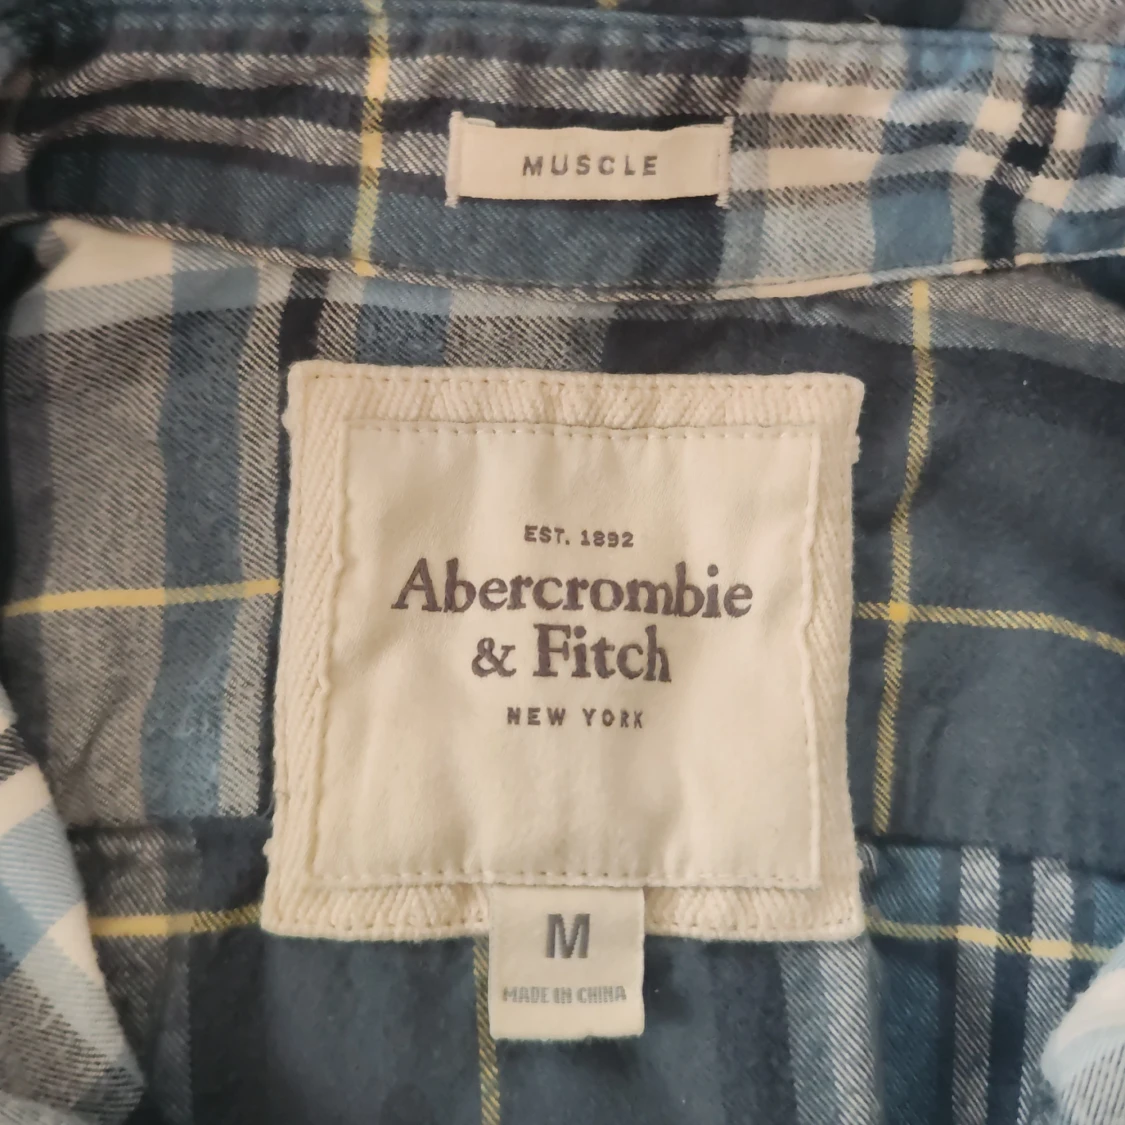 MUSCLE
EST. 1892
Abercrombie
& Fitch
NEW YORK
M
MADE IN CHINA